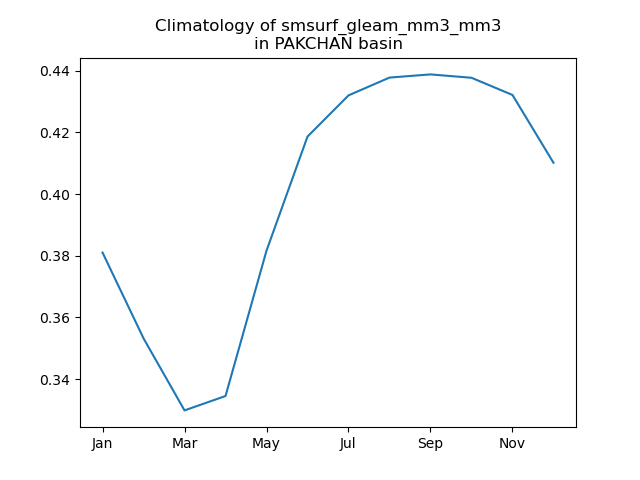 Climatology of smsurf_gleam_mm3_mm3
in PAKCHAN basin
0.44
0.42
0.40
0.38
0.36
0.34
Jan Mar May Jul Sep Nov